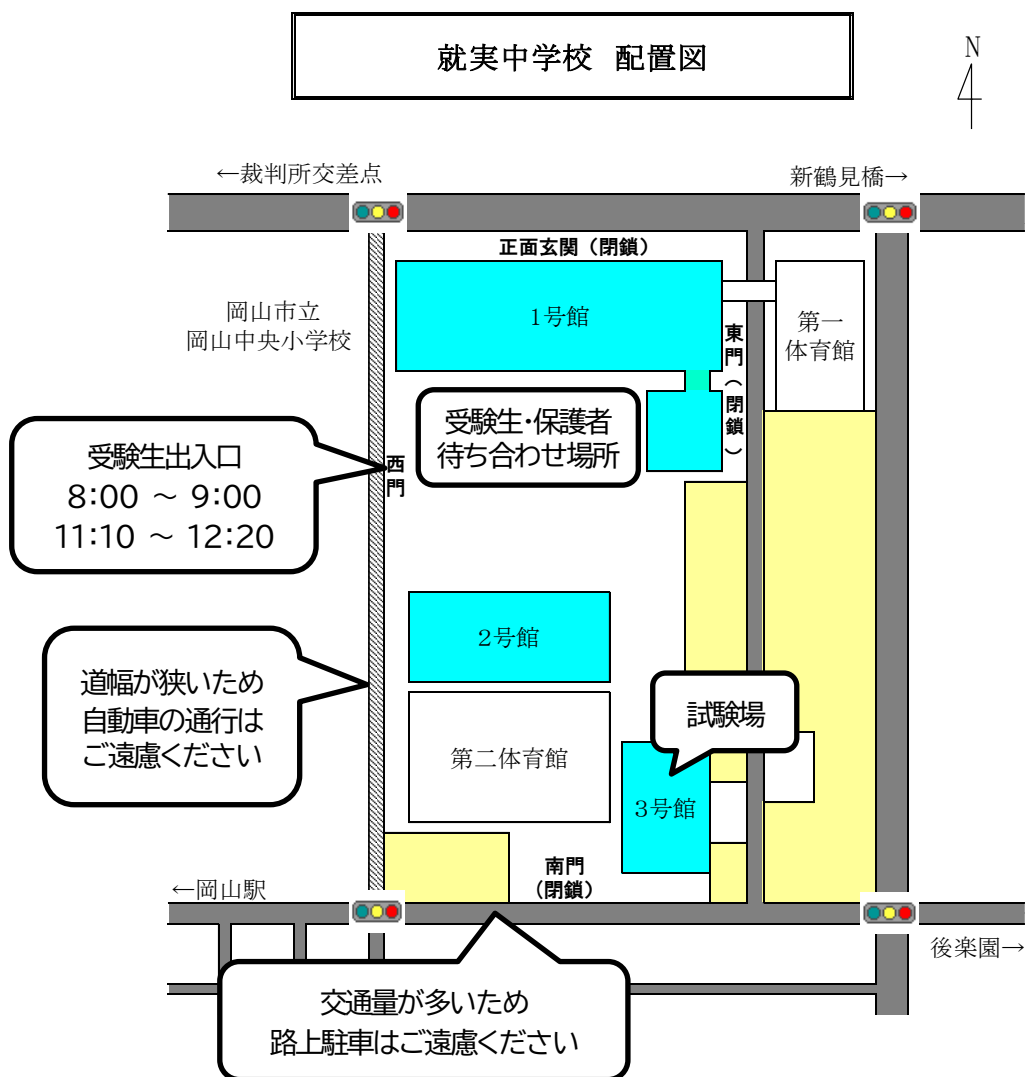 就実中学校 配置図
N
←裁判所交差点
新鶴見橋→
正面玄関（閉鎖）
岡山市立
岡山中央小学校
1号館
東門（閉鎖）
第一
体育館
受験生・保護者
待ち合わせ場所
受験生出入口
8：00 ～ 9：00
11：10 ～ 12：20
西門
2号館
道幅が狭いため
自動車の通行は
ご遠慮ください
試験場
第二体育館
3号館
南門
（閉鎖）
←岡山駅
後楽園→
交通量が多いため
路上駐車はご遠慮ください